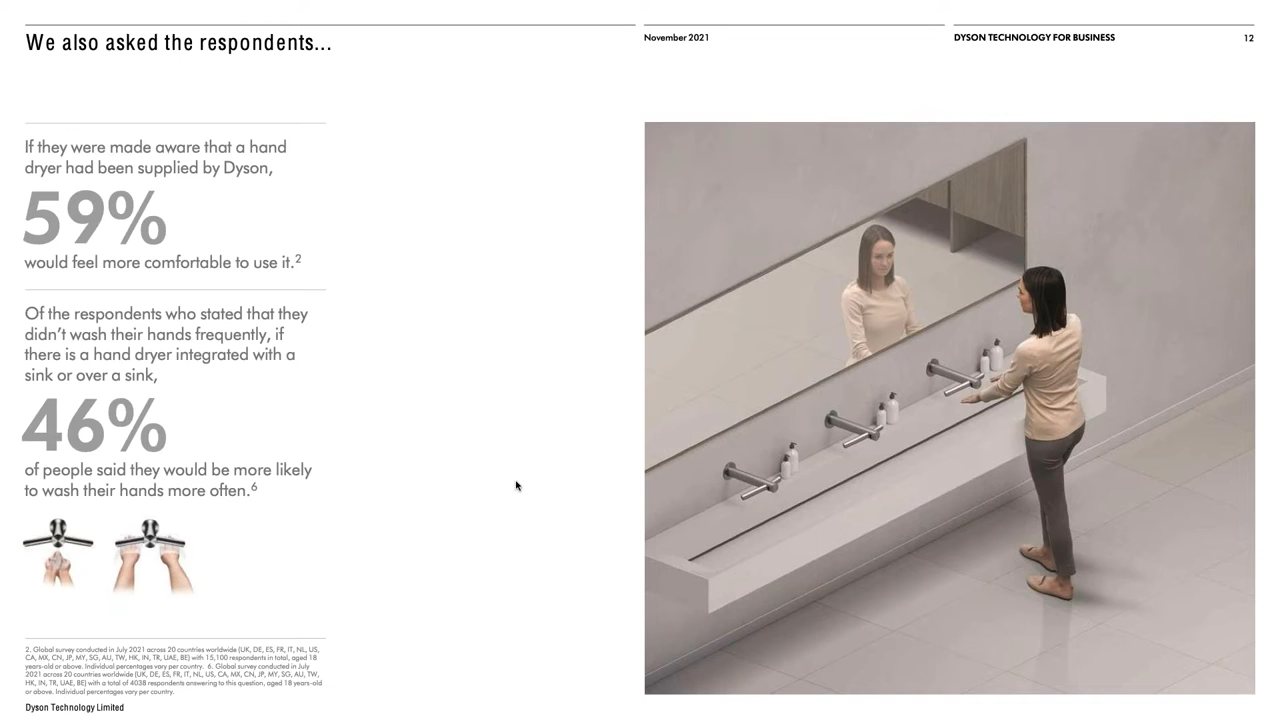 We also asked the respondents...
November 2021
DYSON TECHNOLOGY FOR BUSINESS
12
If they were made aware that a hand
dryer had been supplied by Dyson,
59%
would feel more comfortable to use it.2
Of the respondents who stated that they
didn't wash their hands frequently, if
there is a hand dryer integrated with a
sink or over a sink,
46%
of people said they would be more likely
to wash their hands more often.6
2. Global survey conducted in July 2021 across 20 countries worldwide (UK, DE, ES, FR, IT, NL, US,
CA, MX, CN, JP, MY, SG, AU, TW, HK, IN, TR, UAE, BE) with 15,100 respondents in total, aged 18
years-old or above. Individual percentages vary per country. 6. Global survey conducted in July
2021 across 20 countries worldwide (UK, DE, ES, FR, IT, NL, US, CA, MX, CN, JP, MY, SG, AU, TW,
HK, IN, TR, UAE, BE) with a total of 4038 respondents answering to this question, aged 18 years-old
or above. Individual percentages vary per country.
Dyson Technology Limited